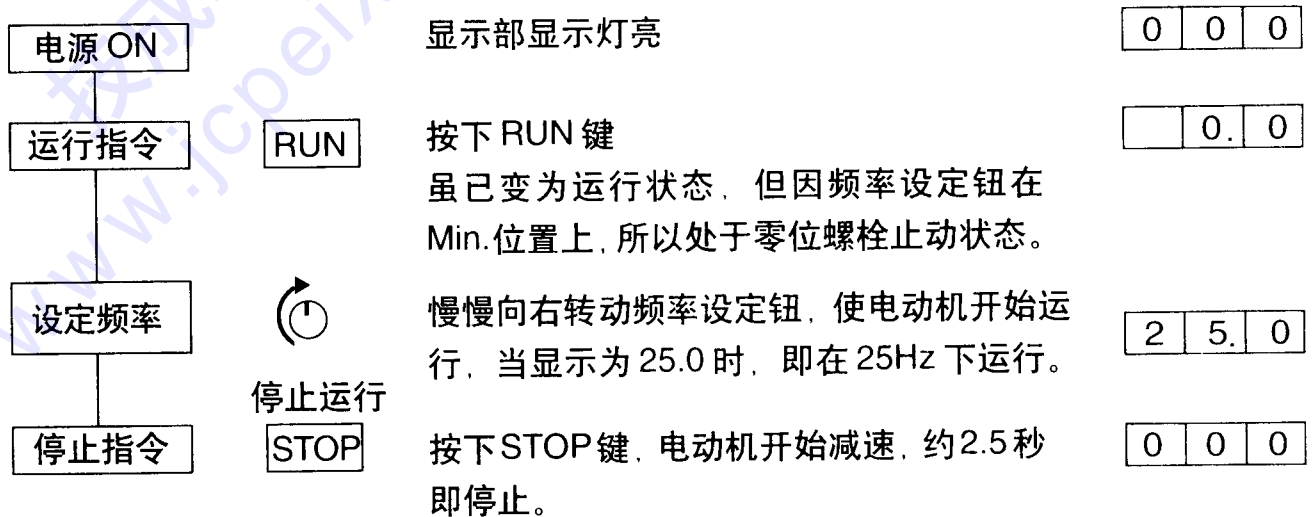 电源 ON
显示部显示灯亮
0 0 0
运行指令
RUN
按下 RUN 键
0. 0
虽已变为运行状态，但因频率设定钮在
Min.位置上，所以处于零位螺栓止动状态。
设定频率
慢慢向右转动频率设定钮，使电动机开始运
行，当显示为 25.0 时，即在 25Hz 下运行。
2 5. 0
停止运行
停止指令
STOP
按下STOP键，电动机开始减速，约2.5秒
即停止。
0 0 0
www.jcpeix